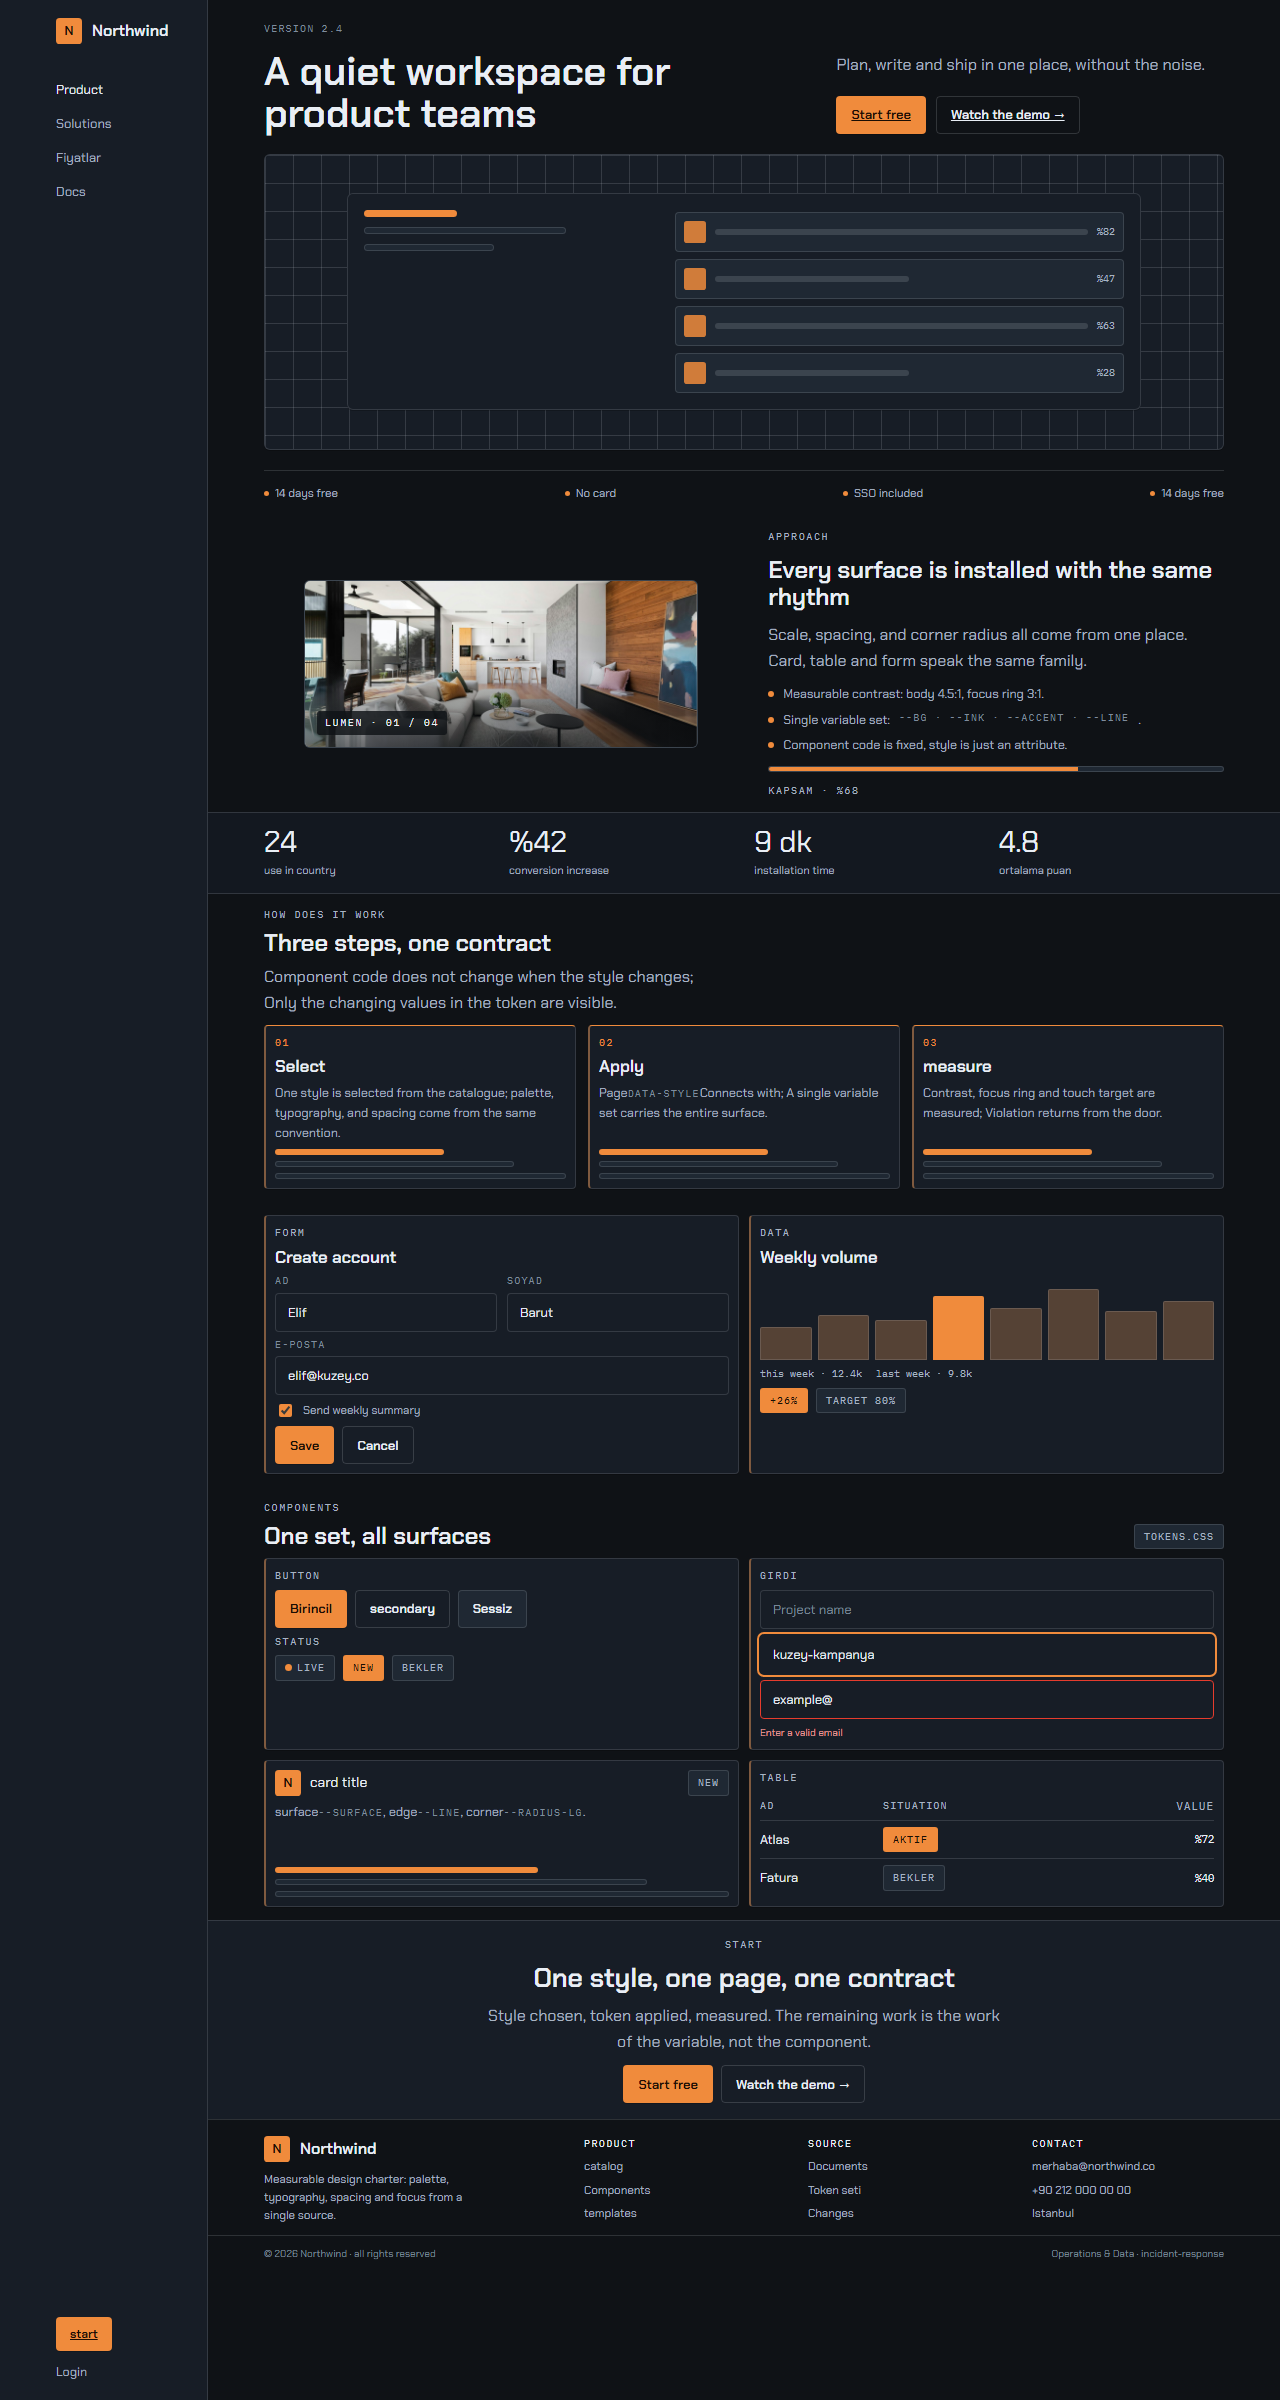 N Northwind
Product
Solutions
Fiyatlar
Docs
start
Login
VERSION 2.4
A quiet workspace for
product teams
Plan, write and ship in one place, without the noise.
Start free
Watch the demo →
%82
%47
%63
%28
14 days free
No card
SSO included
14 days free
LUMEN · 01 / 04
APPROACH
Every surface is installed with the same
rhythm
Scale, spacing, and corner radius all come from one place.
Card, table and form speak the same family.
Measurable contrast: body 4.5:1, focus ring 3:1.
Single variable set: --BG · --INK · --ACCENT · --LINE .
Component code is fixed, style is just an attribute.
KAPSAM · %68
24
use in country
%42
conversion increase
9 dk
installation time
4.8
ortalama puan
HOW DOES IT WORK
Three steps, one contract
Component code does not change when the style changes;
Only the changing values in the token are visible.
01
Select
One style is selected from the catalogue; palette,
typography, and spacing come from the same
convention.
02
Apply
PageDATA-STYLEConnects with; A single variable
set carries the entire surface.
03
measure
Contrast, focus ring and touch target are
measured; Violation returns from the door.
FORM
Create account
AD
SOYAD
Elif
Barut
E-POSTA
elif@kuzey.co
Send weekly summary
Save
Cancel
DATA
Weekly volume
this week · 12.4k last week · 9.8k
+26%
TARGET 80%
COMPONENTS
One set, all surfaces
TOKENS.CSS
BUTTON
Birincil
secondary
Sessiz
STATUS
LIVE
NEW
BEKLER
GIRDI
Project name
kuzey-kampanya
example@
Enter a valid email
N card title
NEW
surface--SURFACE, edge--LINE, corner--RADIUS-LG.
TABLE
AD SITUATION VALUE
Atlas AKTIF %72
Fatura BEKLER %40
START
One style, one page, one contract
Style chosen, token applied, measured. The remaining work is the work
of the variable, not the component.
Start free
Watch the demo →
N Northwind
Measurable design charter: palette,
typography, spacing and focus from a
single source.
PRODUCT
catalog
Components
templates
SOURCE
Documents
Token seti
Changes
CONTACT
merhaba@northwind.co
+90 212 000 00 00
Istanbul
© 2026 Northwind · all rights reserved
Operations & Data · incident-response